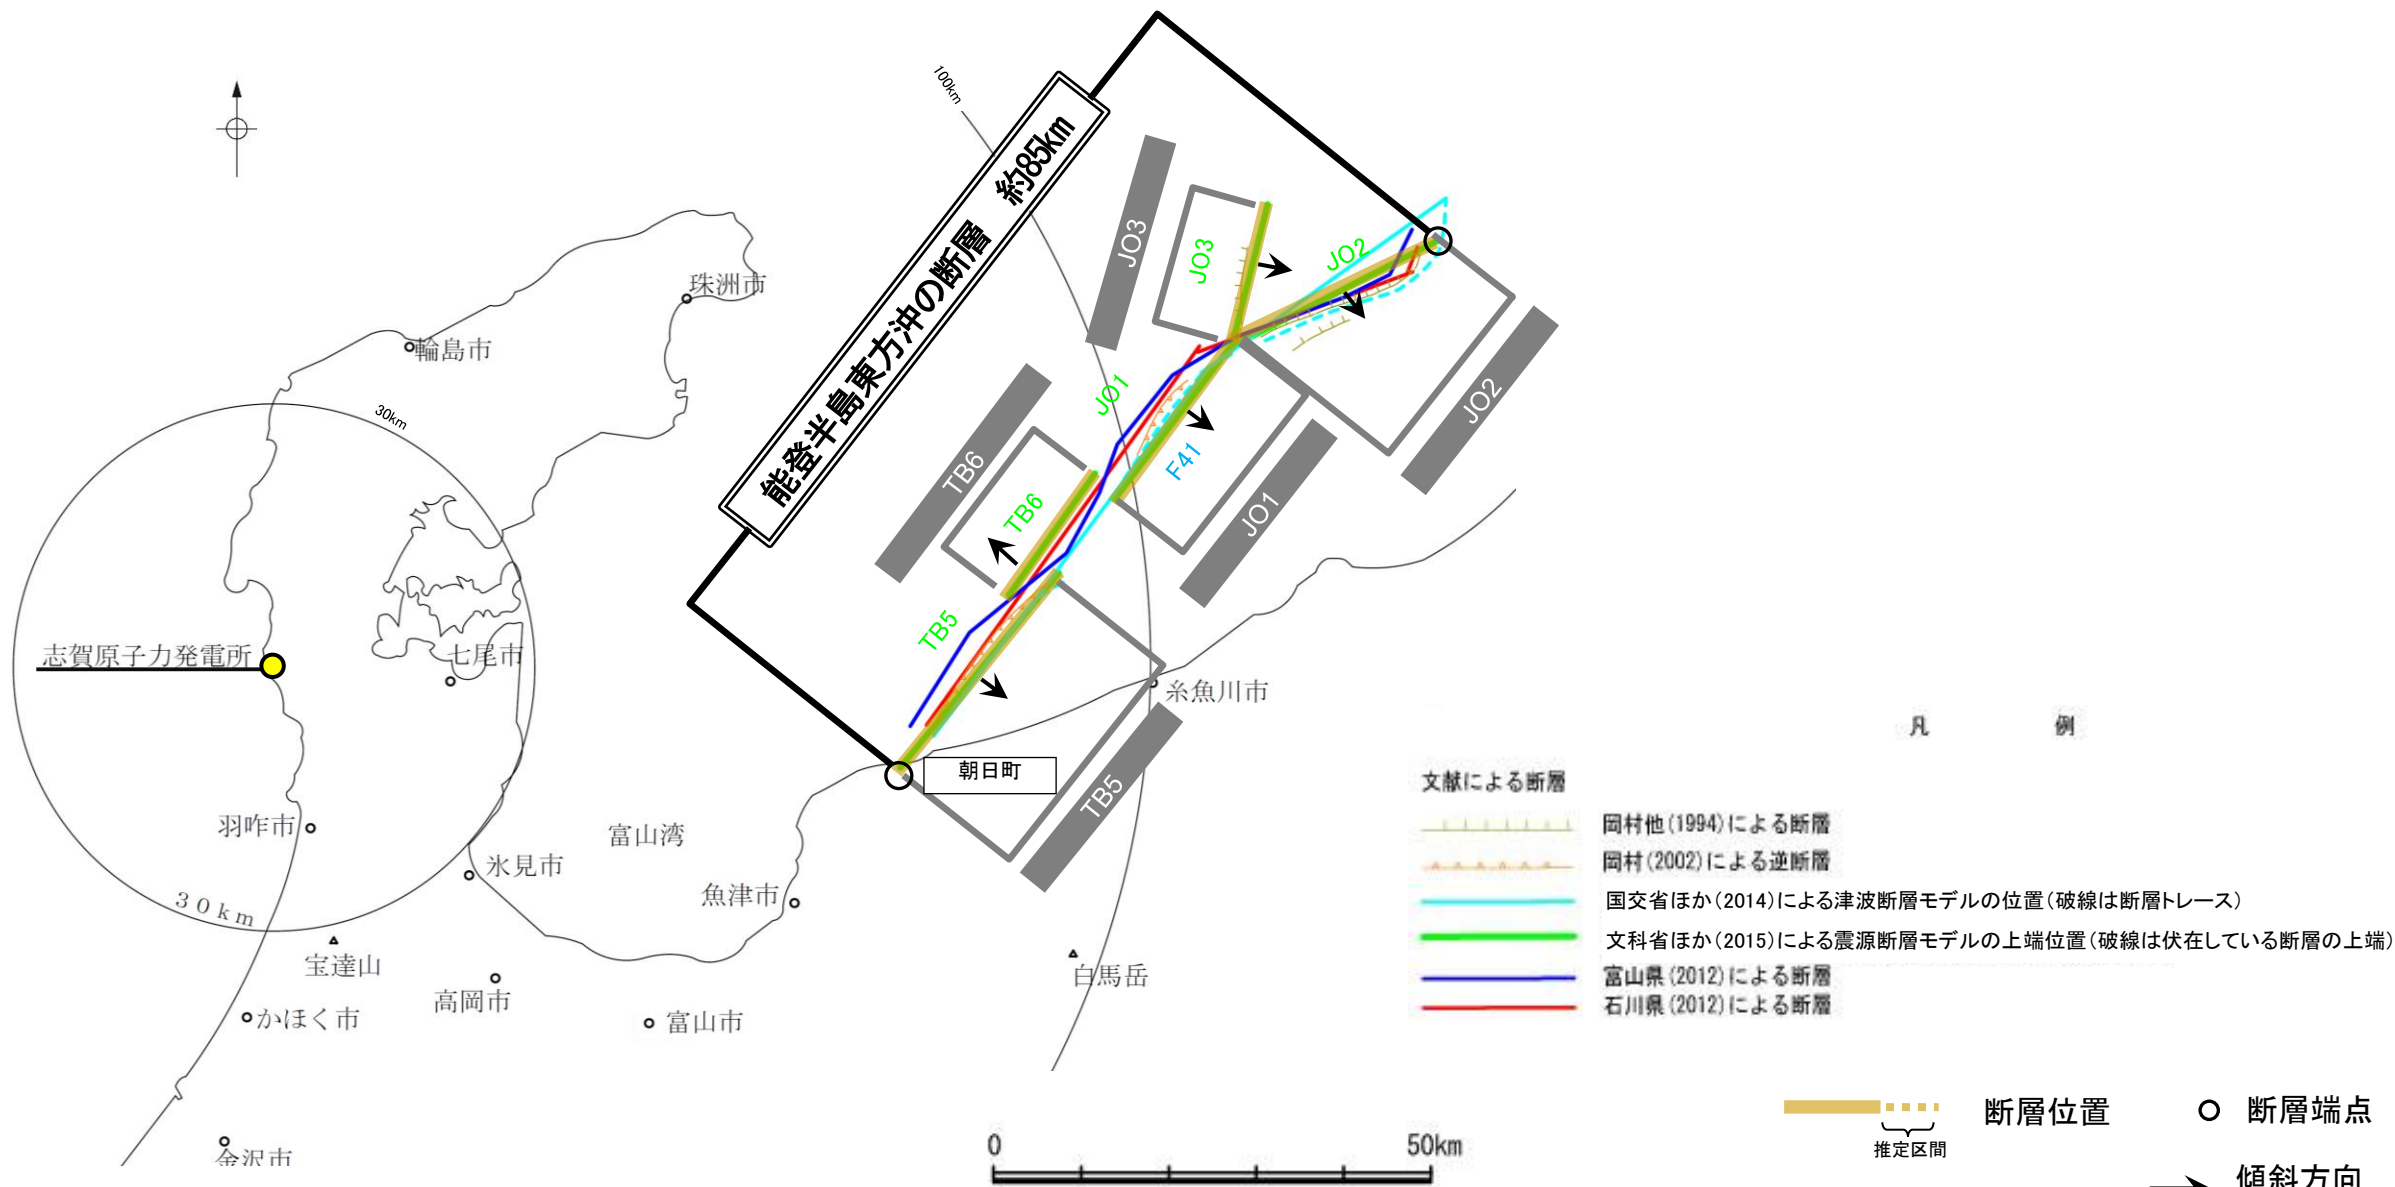 能登半島東方沖の断層 約85km
100km
JO3
JO3
JO2
JO2
JO1
JO1
F41
TB6
TB6
TB5
TB5
珠洲市
輪島市
30km
志賀原子力発電所
七尾市
糸魚川市
朝日町
羽咋市
富山湾
氷見市
魚津市
30km
宝達山
白馬岳
高岡市
かほく市
富山市
金沢市
0 50km
凡 例
文献による断層
岡村他(1994)による断層
岡村(2002)による逆断層
国交省ほか(2014)による津波断層モデルの位置(破線は断層トレース)
文科省ほか(2015)による震源断層モデルの上端位置(破線は伏在している断層の上端)
富山県(2012)による断層
石川県(2012)による断層
断層位置
推定区間
断層端点
傾斜方向